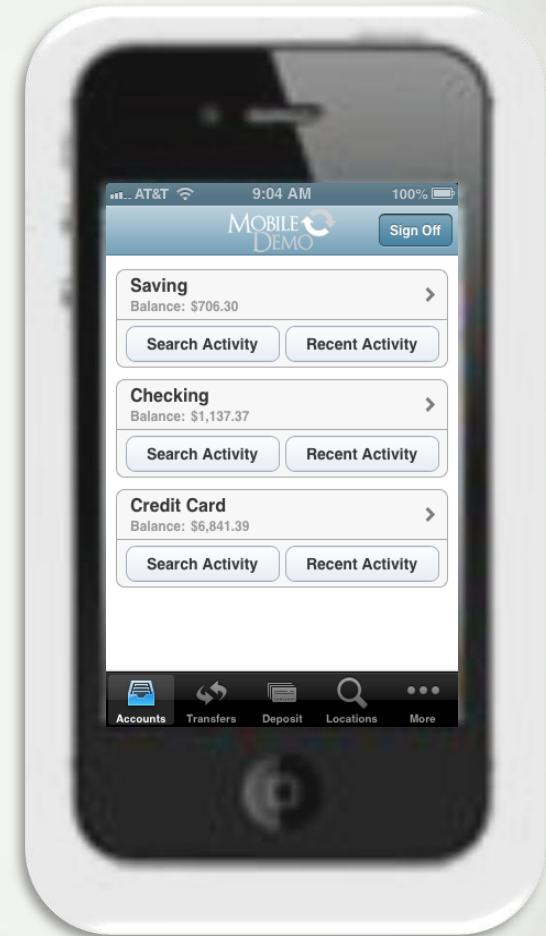 AT&T 9:04 AM 100%
MOBILE
DEMO
Sign Off
Saving
Balance: $706.30
Search Activity Recent Activity
Checking
Balance: $1,137.37
Search Activity Recent Activity
Credit Card
Balance: $6,841.39
Search Activity Recent Activity
Accounts Transfers Deposit Locations More